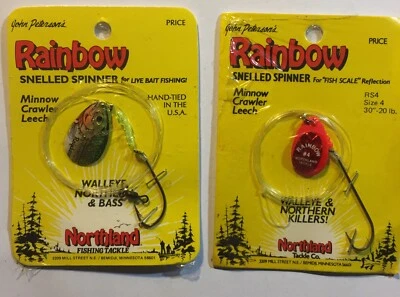 John Peterson's
PRICE
Rainbow
SNELLED SPINNER for LIVE BAIT FISHING!
Minnow
Crawler
Leech
HAND-TIED
IN THE
U.S.A.
WALLEYE
NORTHERN
& BASS
Northland
FISHING TACKLE
John Peterson's
PRICE
Rainbow
SNELLED SPINNER for "FISH SCALE" Reflection
Minnow
Crawler
Leech
RS4
Size 4
30"-20 lb.
RAINBOW
#4
WALLEYE
& NORTHERN
KILLERS!
Northland
Tackle Co.